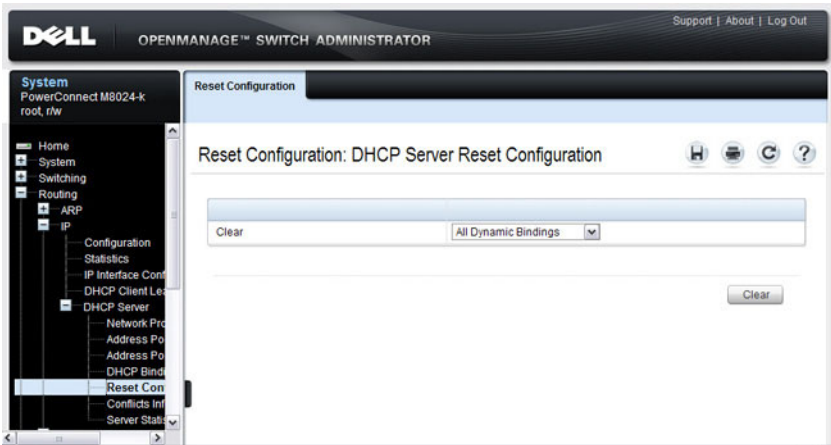 DELL
OPENMANAGE™ SWITCH ADMINISTRATOR
Support | About | Log Out
System
PowerConnect M8024-k
root, r/w
Home
System
Switching
Routing
ARP
IP
Configuration
Statistics
IP Interface Conf
DHCP Client Lea
DHCP Server
Network Pro
Address Po
Address Po
DHCP Bindi
Reset Con
Conflicts Inf
Server Statis
Reset Configuration
Reset Configuration: DHCP Server Reset Configuration
Clear
All Dynamic Bindings
Clear